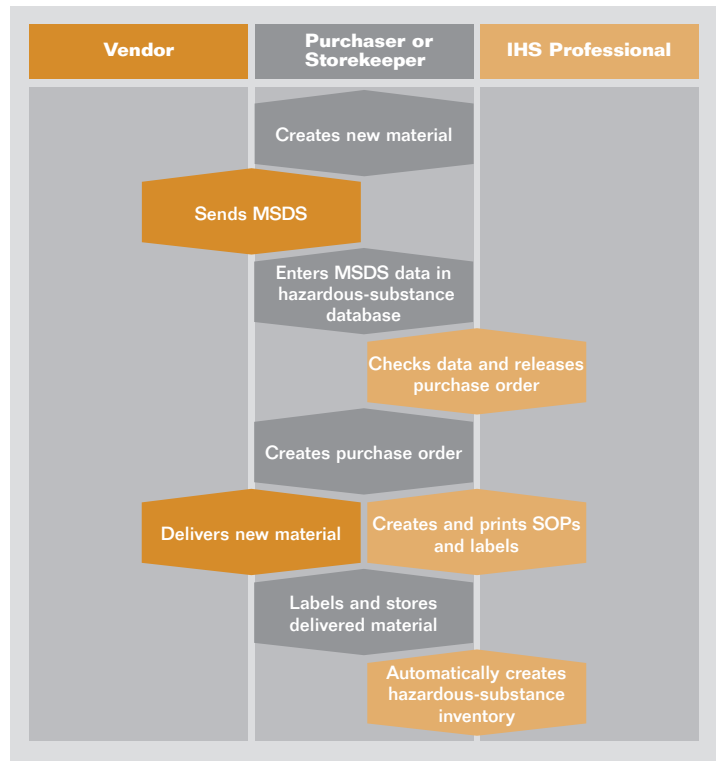 Vendor
Purchaser or
Storekeeper
IHS Professional
Creates new material
Sends MSDS
Enters MSDS data in
hazardous-substance
database
Checks data and releases
purchase order
Creates purchase order
Delivers new material
Creates and prints SOPs
and labels
Labels and stores
delivered material
Automatically creates
hazardous-substance
inventory